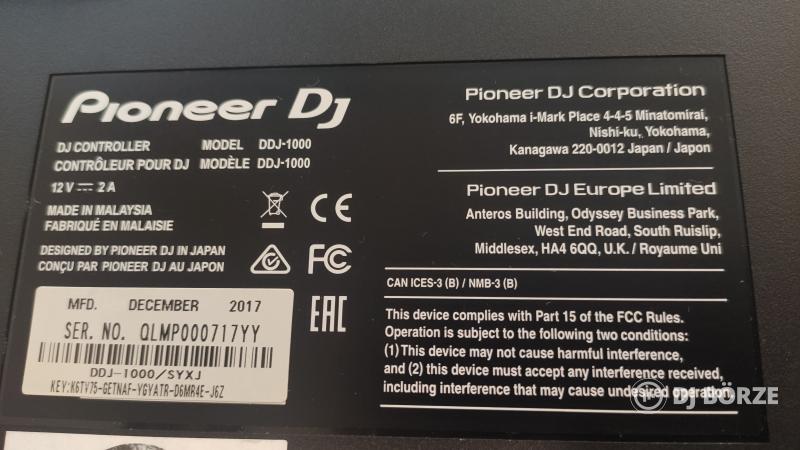 Pioneer DJ
DJ CONTROLLER MODEL DDJ-1000
CONTRÔLEUR POUR DJ MODÈLE DDJ-1000
12 V 2 A
MADE IN MALAYSIA
FABRIQUÉ EN MALAISIE
DESIGNED BY PIONEER DJ IN JAPAN
CONÇU PAR PIONEER DJ AU JAPON
CE
FC
EAC
MFD. DECEMBER 2017
SER. NO. QLMP000717YY
DDJ-1000/SYXJ
KEY:K6TV75-GETNAF-YGYATR-D6MR4E-J6Z
Pioneer DJ Corporation
6F, Yokohama i-Mark Place 4-4-5 Minatomirai,
Nishi-ku, Yokohama,
Kanagawa 220-0012 Japan / Japon
Pioneer DJ Europe Limited
Anteros Building, Odyssey Business Park,
West End Road, South Ruislip,
Middlesex, HA4 6QQ, U.K. / Royaume Uni
CAN ICES-3 (B) / NMB-3 (B)
This device complies with Part 15 of the FCC Rules.
Operation is subject to the following two conditions:
(1) This device may not cause harmful interference,
and (2) this device must accept any interference received,
including interference that may cause undesired operation.
DJ BÖRZE